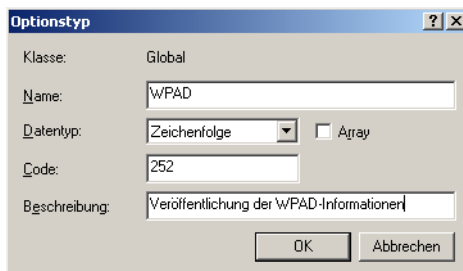 Optionstyp
Klasse: Global
Name: WPAD
Datentyp: Zeichenfolge Array
Code: 252
Beschreibung: Veröffentlichung der WPAD-Informationen
OK Abbrechen